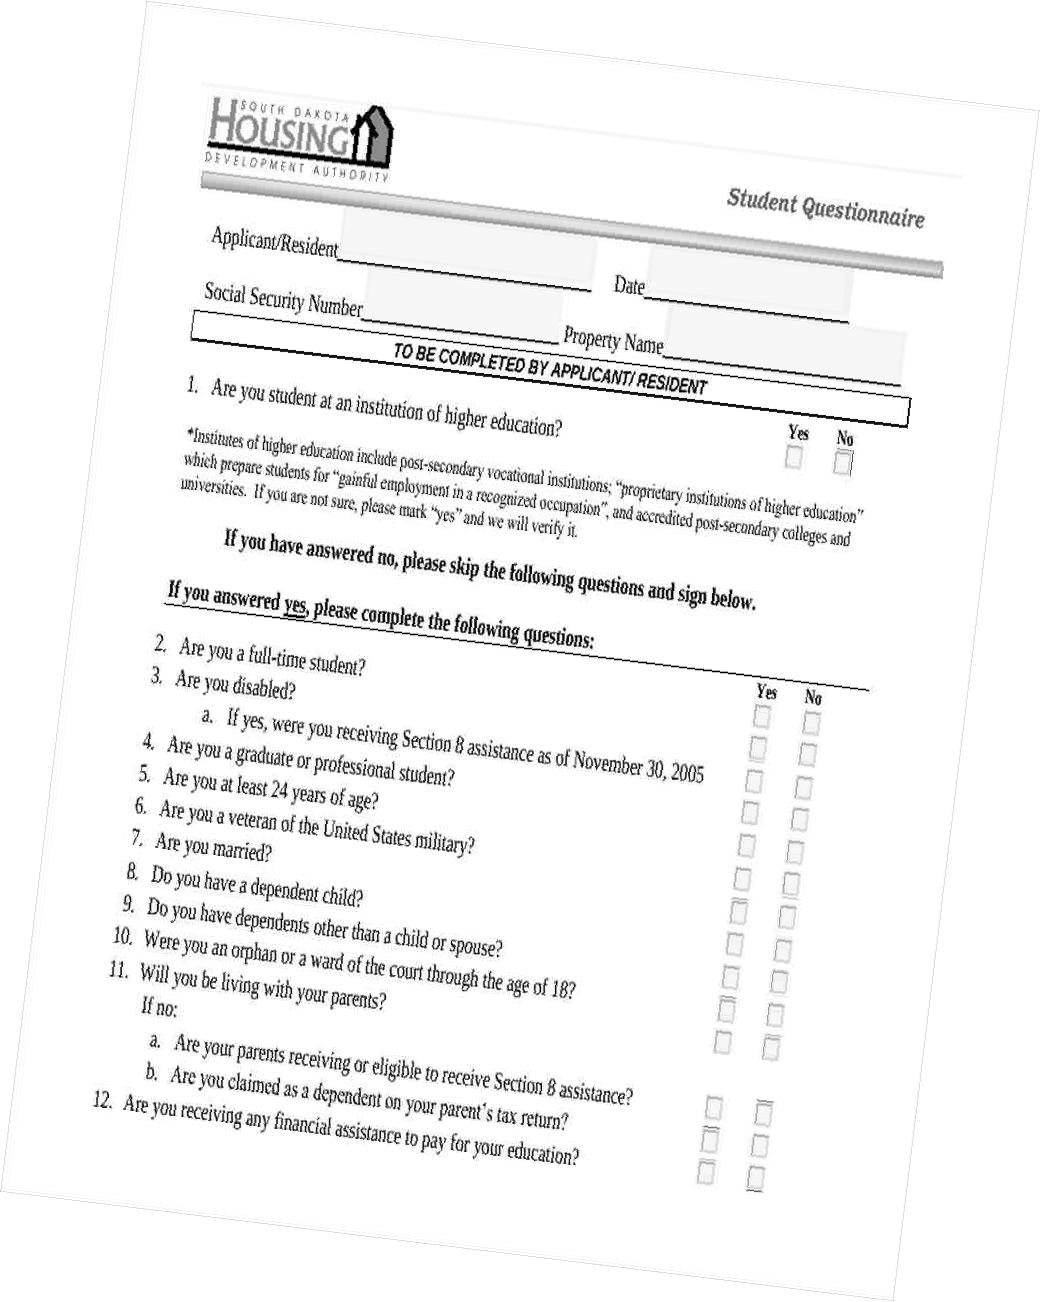 SOUTH DAKOTA
HOUSING
DEVELOPMENT AUTHORITY
Student Questionnaire
Applicant/Resident Date
Social Security Number Property Name
TO BE COMPLETED BY APPLICANT/ RESIDENT
1. Are you student at an institution of higher education?
Yes No
*Institutes of higher education include post-secondary vocational institutions; “proprietary institutions of higher education”
which prepare students for “gainful employment in a recognized occupation”, and accredited post-secondary colleges and
universities. If you are not sure, please mark “yes” and we will verify it.
If you have answered no, please skip the following questions and sign below.
If you answered yes, please complete the following questions:
Yes No
2. Are you a full-time student?
3. Are you disabled?
a. If yes, were you receiving Section 8 assistance as of November 30, 2005
4. Are you a graduate or professional student?
5. Are you at least 24 years of age?
6. Are you a veteran of the United States military?
7. Are you married?
8. Do you have a dependent child?
9. Do you have dependents other than a child or spouse?
10. Were you an orphan or a ward of the court through the age of 18?
11. Will you be living with your parents?
If no:
a. Are your parents receiving or eligible to receive Section 8 assistance?
b. Are you claimed as a dependent on your parent's tax return?
12. Are you receiving any financial assistance to pay for your education?